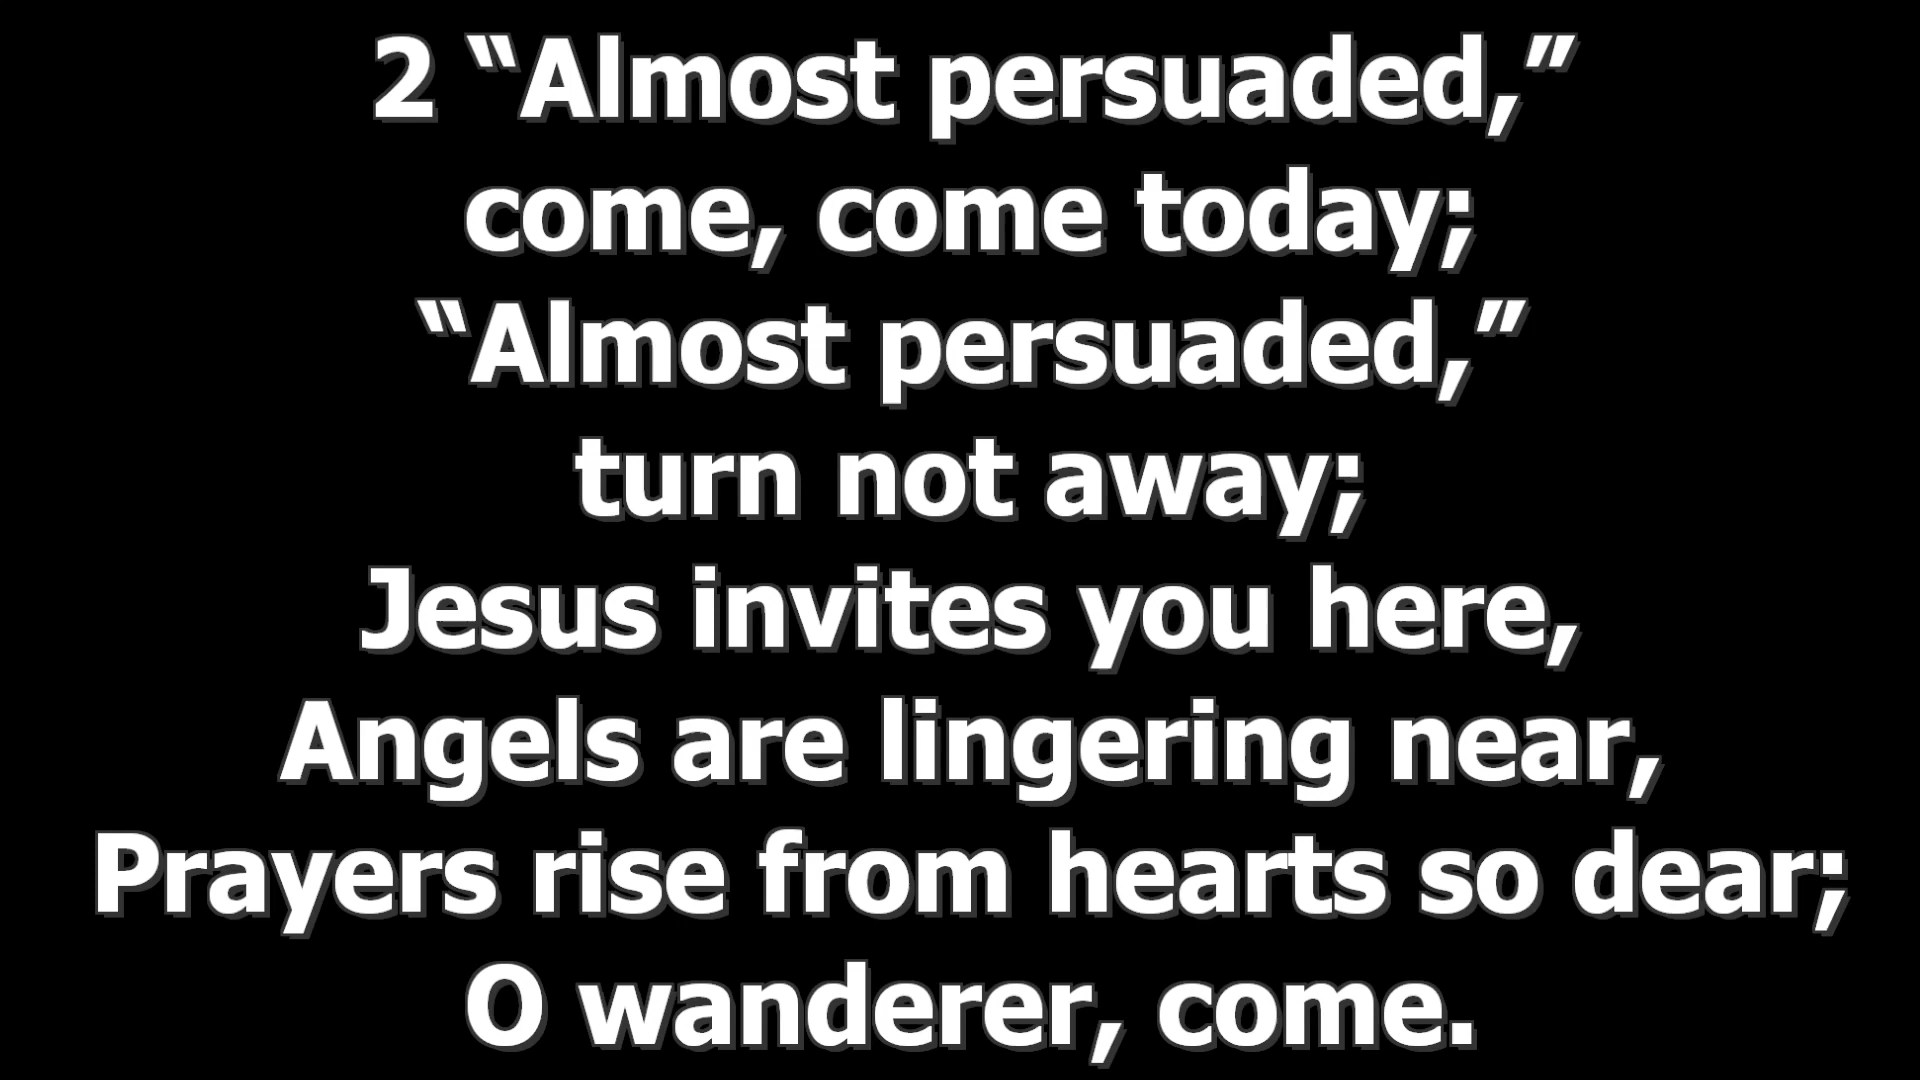 2 “Almost persuaded,”
come, come today;
“Almost persuaded,”
turn not away;
Jesus invites you here,
Angels are lingering near,
Prayers rise from hearts so dear;
O wanderer, come.